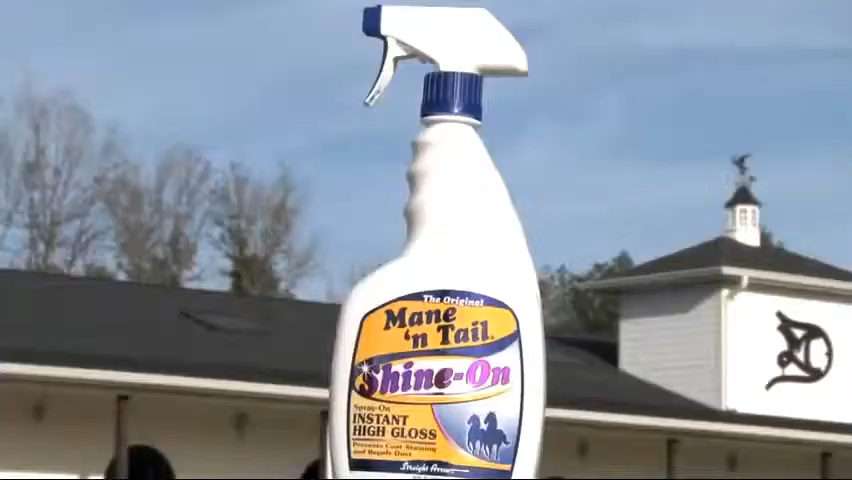 The Original
Mane
'n Tail
Shine-On
Spray-On
INSTANT
HIGH GLOSS
Prevents Coat Staining
and Repels Dust
Straight Arrow